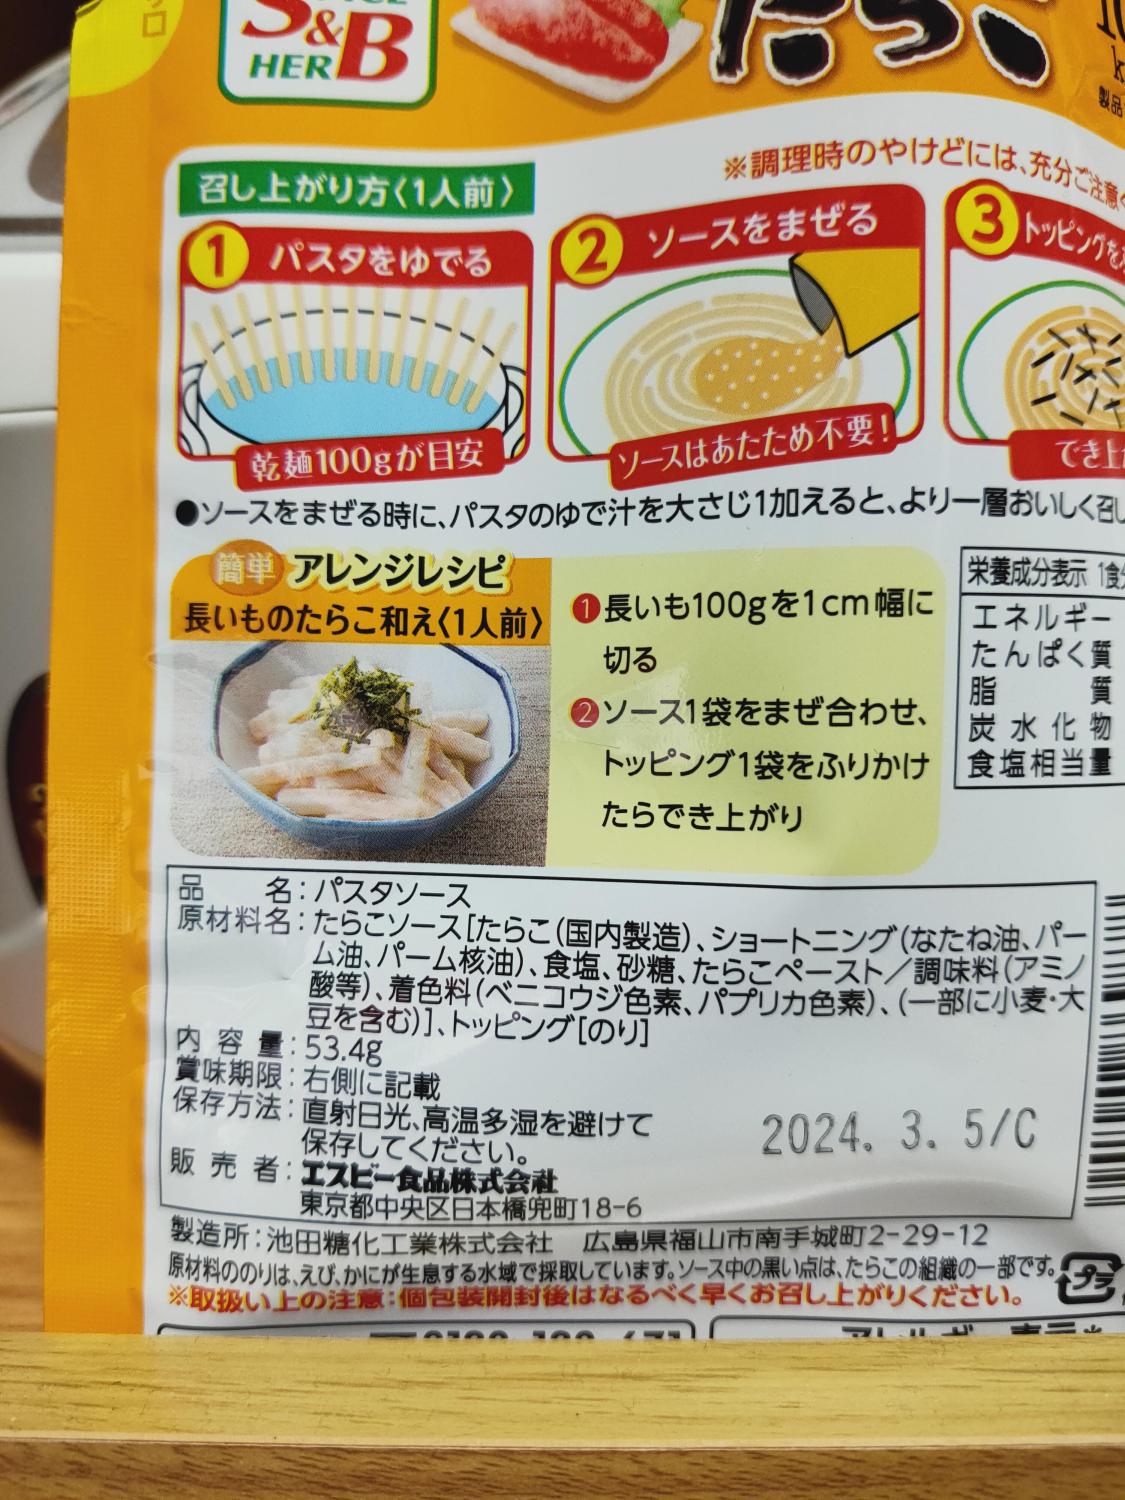 S&B
HERB
たらこ
※調理時のやけどには、充分ご注意く
召し上がり方〈1人前〉
1 パスタをゆでる
乾麺100gが目安
2 ソースをまぜる
ソースはあたため不要!
3 トッピングを
でき上
●ソースをまぜる時に、パスタのゆで汁を大さじ1加えると、より一層おいしく召し
簡単 アレンジレシピ
長いものたらこ和え〈1人前〉
1 長いも100gを1cm幅に
切る
2 ソース1袋をまぜ合わせ、
トッピング1袋をふりかけ
たらでき上がり
栄養成分表示 1食
エネルギー
たんぱく質
脂質
炭水化物
食塩相当量
品名:パスタソース
原材料名:たらこソース[たらこ(国内製造)、ショートニング(なたね油、パー
ム油、パーム核油)、食塩、砂糖、たらこペースト/調味料(アミノ
酸等)、着色料(ベニコウジ色素、パプリカ色素)、(一部に小麦・大
豆を含む)]、トッピング[のり]
内容量:53.4g
賞味期限:右側に記載
保存方法:直射日光、高温多湿を避けて
保存してください。
2024. 3. 5/C
販売者:エスビー食品株式会社
東京都中央区日本橋兜町18-6
製造所:池田糖化工業株式会社 広島県福山市南手城町2-29-12
原材料ののりは、えび、かにが生息する水域で採取しています。ソース中の黒い点は、たらこの組織の一部です。
プラ
※取扱い上の注意:個包装開封後はなるべく早くお召し上がりください。